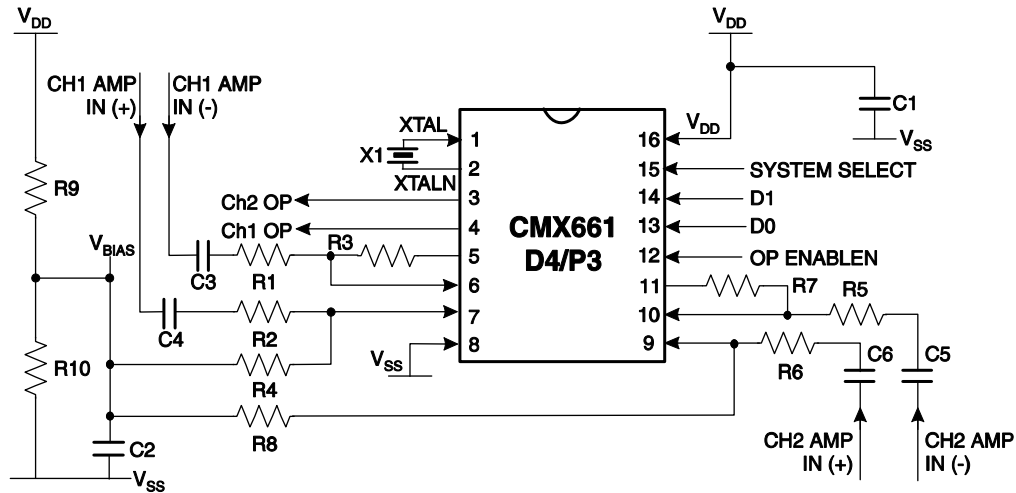 VDD
VDD
CH1 AMP
IN (+)
CH1 AMP
IN (-)
C1
VSS
XTAL
X1
XTALN
1
2
3
4
5
6
7
8
16
15
14
13
12
11
10
9
VDD
CMX661
D4/P3
SYSTEM SELECT
D1
D0
OP ENABLEN
R9
Ch2 OP
Ch1 OP
VBIAS
R3
C3
R1
C4
R2
R4
R8
R10
C2
VSS
VSS
R7
R5
R6
C6
C5
CH2 AMP
IN (+)
CH2 AMP
IN (-)